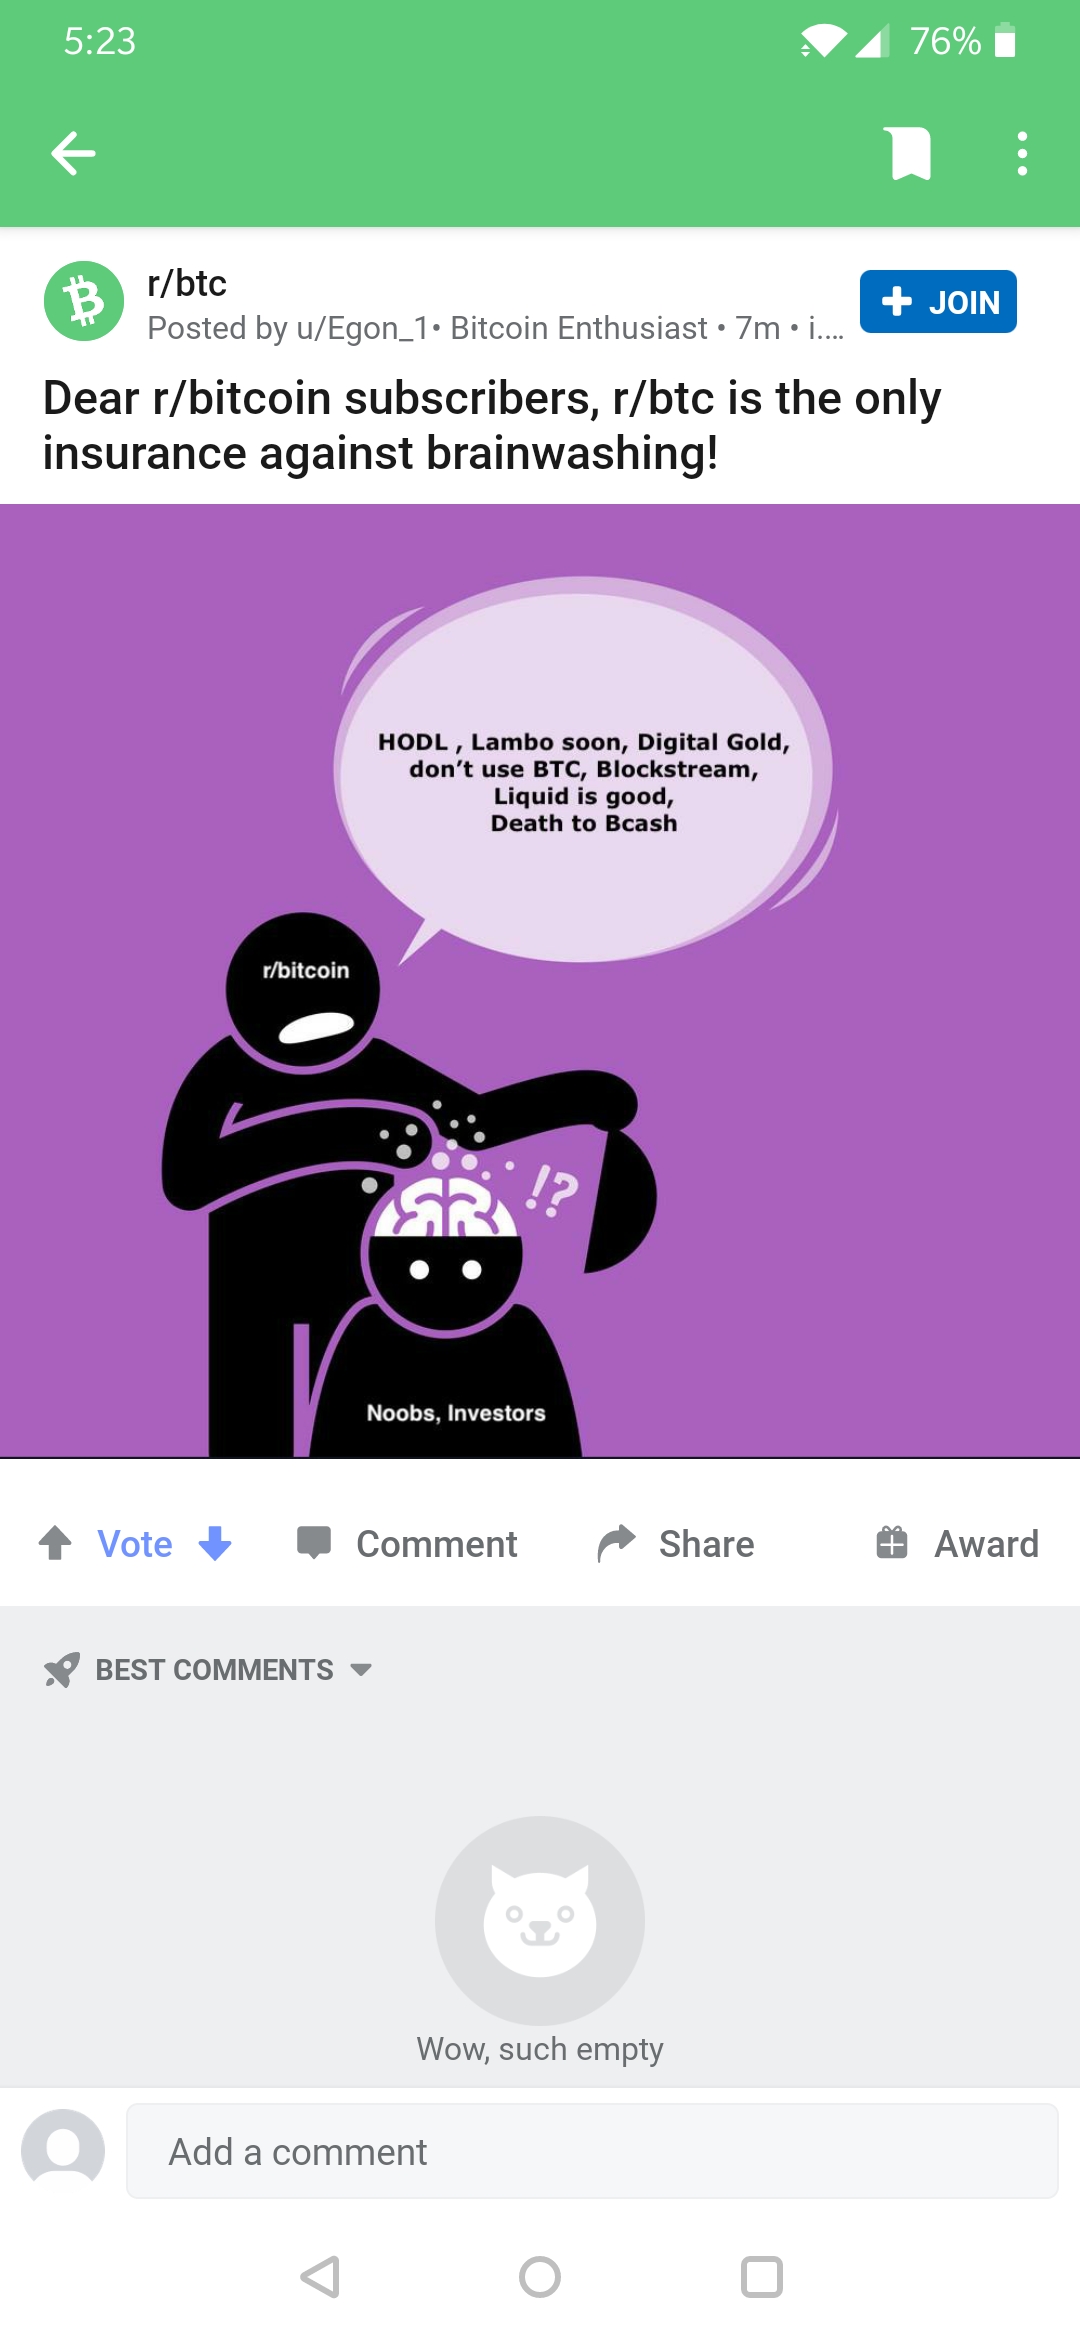 5:23
76%
r/btc
JOIN
Posted by u/Egon_1• Bitcoin Enthusiast • 7m • i....
Dear r/bitcoin subscribers, r/btc is the only
insurance against brainwashing!
HODL , Lambo soon, Digital Gold,
don't use BTC, Blockstream,
Liquid is good,
Death to Bcash
r/bitcoin
!?
Noobs, Investors
Vote
Comment
Share
Award
BEST COMMENTS
Wow, such empty
Add a comment